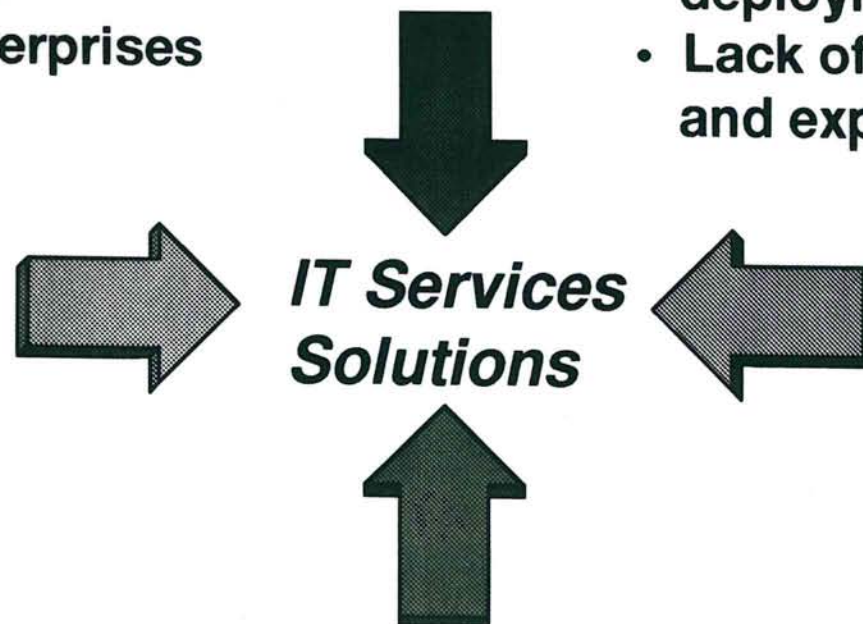 erprises
• Lack of
and exp
IT Services
Solutions